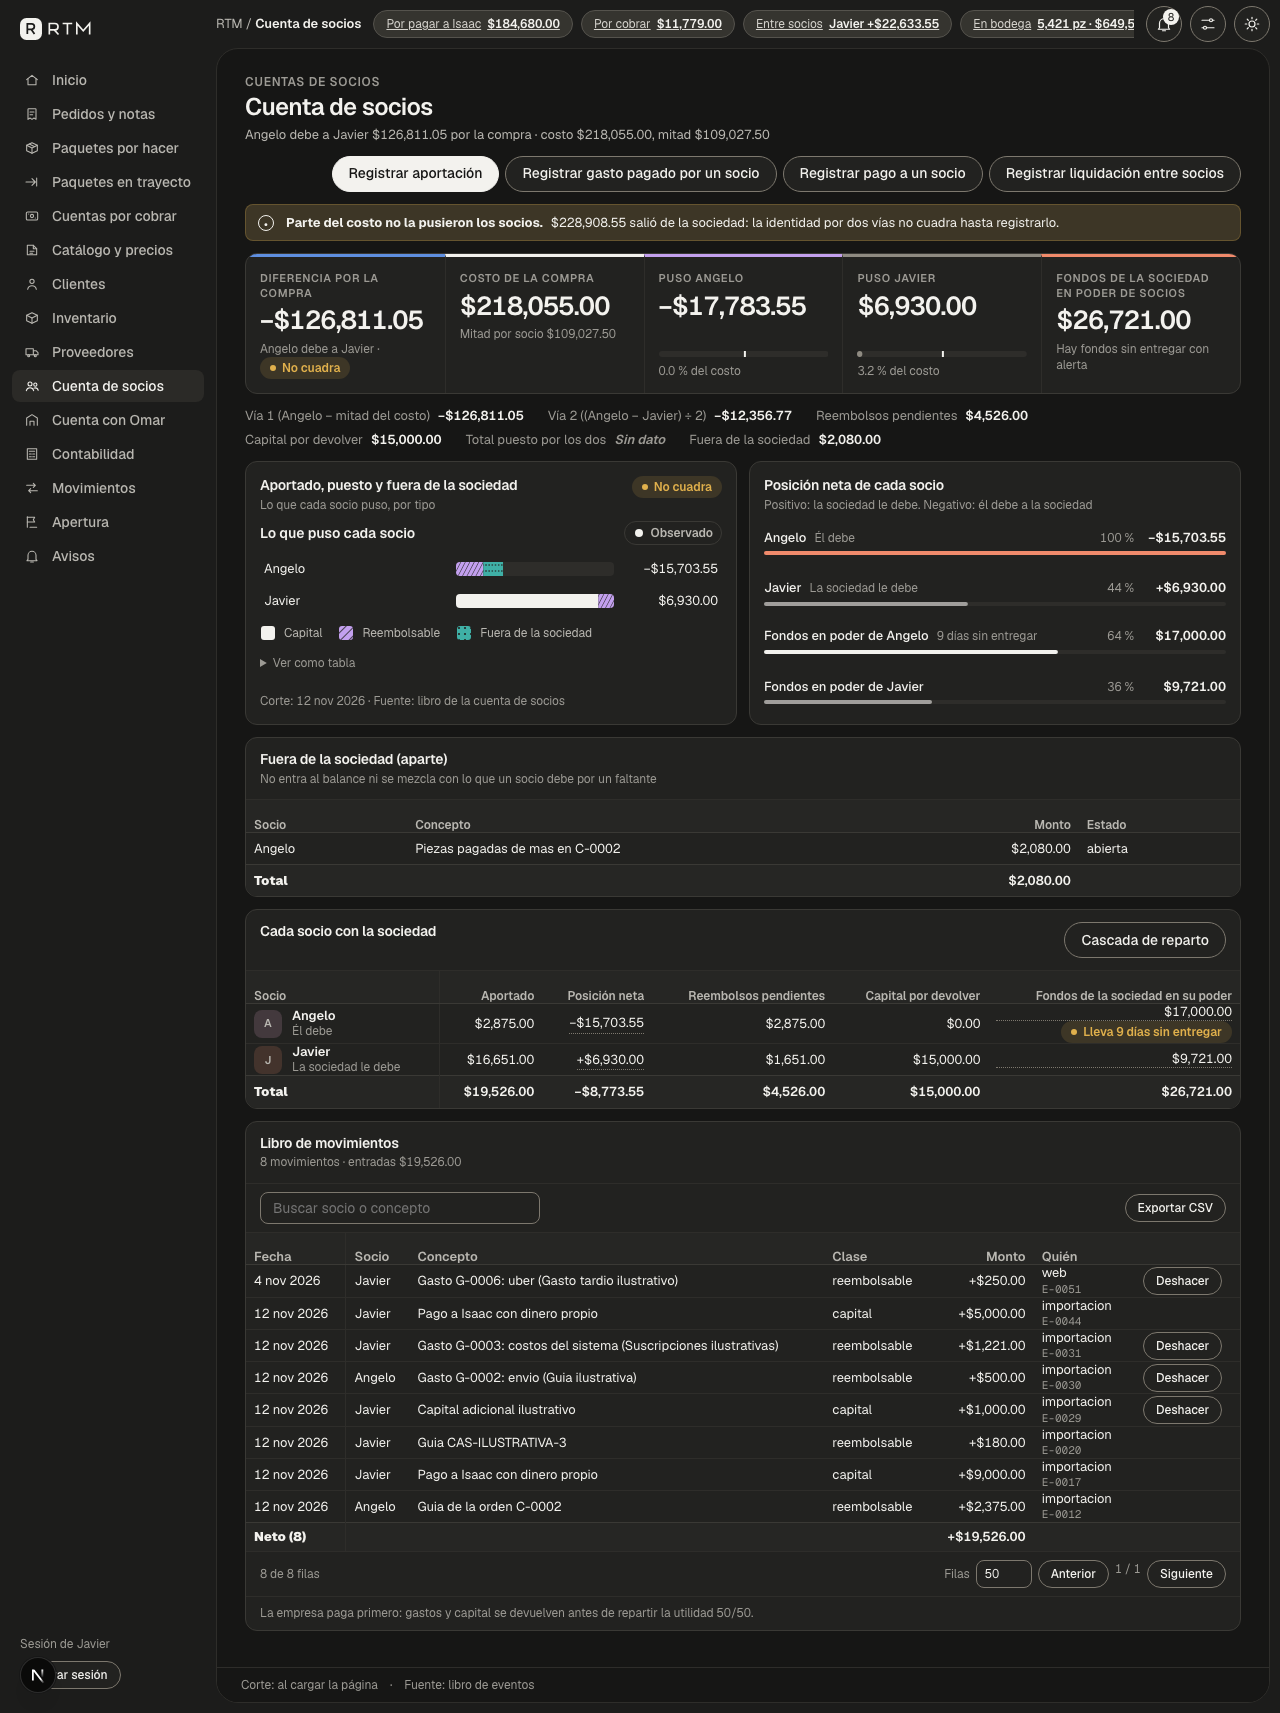 R RTM
RTM / Cuenta de socios
Por pagar a Isaac $184,680.00
Por cobrar $11,779.00
Entre socios Javier +$22,633.55
En bodega 5,421 pz · $649,5
8
Inicio
Pedidos y notas
Paquetes por hacer
Paquetes en trayecto
Cuentas por cobrar
Catálogo y precios
Clientes
Inventario
Proveedores
Cuenta de socios
Cuenta con Omar
Contabilidad
Movimientos
Apertura
Avisos
Sesión de Javier
N ar sesión
CUENTAS DE SOCIOS
Cuenta de socios
Angelo debe a Javier $126,811.05 por la compra · costo $218,055.00, mitad $109,027.50
Registrar aportación
Registrar gasto pagado por un socio
Registrar pago a un socio
Registrar liquidación entre socios
Parte del costo no la pusieron los socios. $228,908.55 salió de la sociedad: la identidad por dos vías no cuadra hasta registrarlo.
DIFERENCIA POR LA
COMPRA
−$126,811.05
Angelo debe a Javier ·
No cuadra
COSTO DE LA COMPRA
$218,055.00
Mitad por socio $109,027.50
PUSO ANGELO
−$17,783.55
0.0 % del costo
PUSO JAVIER
$6,930.00
3.2 % del costo
FONDOS DE LA SOCIEDAD
EN PODER DE SOCIOS
$26,721.00
Hay fondos sin entregar con
alerta
Vía 1 (Angelo − mitad del costo) −$126,811.05 Vía 2 ((Angelo − Javier) ÷ 2) −$12,356.77 Reembolsos pendientes $4,526.00
Capital por devolver $15,000.00 Total puesto por los dos Sin dato Fuera de la sociedad $2,080.00
Aportado, puesto y fuera de la sociedad
No cuadra
Lo que cada socio puso, por tipo
Lo que puso cada socio
Observado
Angelo −$15,703.55
Javier $6,930.00
Capital Reembolsable Fuera de la sociedad
Ver como tabla
Corte: 12 nov 2026 · Fuente: libro de la cuenta de socios
Posición neta de cada socio
Positivo: la sociedad le debe. Negativo: él debe a la sociedad
Angelo Él debe 100 % −$15,703.55
Javier La sociedad le debe 44 % +$6,930.00
Fondos en poder de Angelo 9 días sin entregar 64 % $17,000.00
Fondos en poder de Javier 36 % $9,721.00
Fuera de la sociedad (aparte)
No entra al balance ni se mezcla con lo que un socio debe por un faltante
Socio Concepto Monto Estado
Angelo Piezas pagadas de mas en C-0002 $2,080.00 abierta
Total $2,080.00
Cada socio con la sociedad
Cascada de reparto
Socio Aportado Posición neta Reembolsos pendientes Capital por devolver Fondos de la sociedad en su poder
A Angelo $2,875.00 −$15,703.55 $2,875.00 $0.00 $17,000.00
Él debe Lleva 9 días sin entregar
J Javier $16,651.00 +$6,930.00 $1,651.00 $15,000.00 $9,721.00
La sociedad le debe
Total $19,526.00 −$8,773.55 $4,526.00 $15,000.00 $26,721.00
Libro de movimientos
8 movimientos · entradas $19,526.00
Buscar socio o concepto
Exportar CSV
Fecha Socio Concepto Clase Monto Quién
4 nov 2026 Javier Gasto G-0006: uber (Gasto tardio ilustrativo) reembolsable +$250.00 web Deshacer
E-0051
12 nov 2026 Javier Pago a Isaac con dinero propio capital +$5,000.00 importacion
E-0044
12 nov 2026 Javier Gasto G-0003: costos del sistema (Suscripciones ilustrativas) reembolsable +$1,221.00 importacion Deshacer
E-0031
12 nov 2026 Angelo Gasto G-0002: envio (Guia ilustrativa) reembolsable +$500.00 importacion Deshacer
E-0030
12 nov 2026 Javier Capital adicional ilustrativo capital +$1,000.00 importacion Deshacer
E-0029
12 nov 2026 Javier Guia CAS-ILUSTRATIVA-3 reembolsable +$180.00 importacion
E-0020
12 nov 2026 Javier Pago a Isaac con dinero propio capital +$9,000.00 importacion
E-0017
12 nov 2026 Angelo Guia de la orden C-0002 reembolsable +$2,375.00 importacion
E-0012
Neto (8) +$19,526.00
8 de 8 filas
Filas 50 Anterior 1 / 1 Siguiente
La empresa paga primero: gastos y capital se devuelven antes de repartir la utilidad 50/50.
Corte: al cargar la página · Fuente: libro de eventos